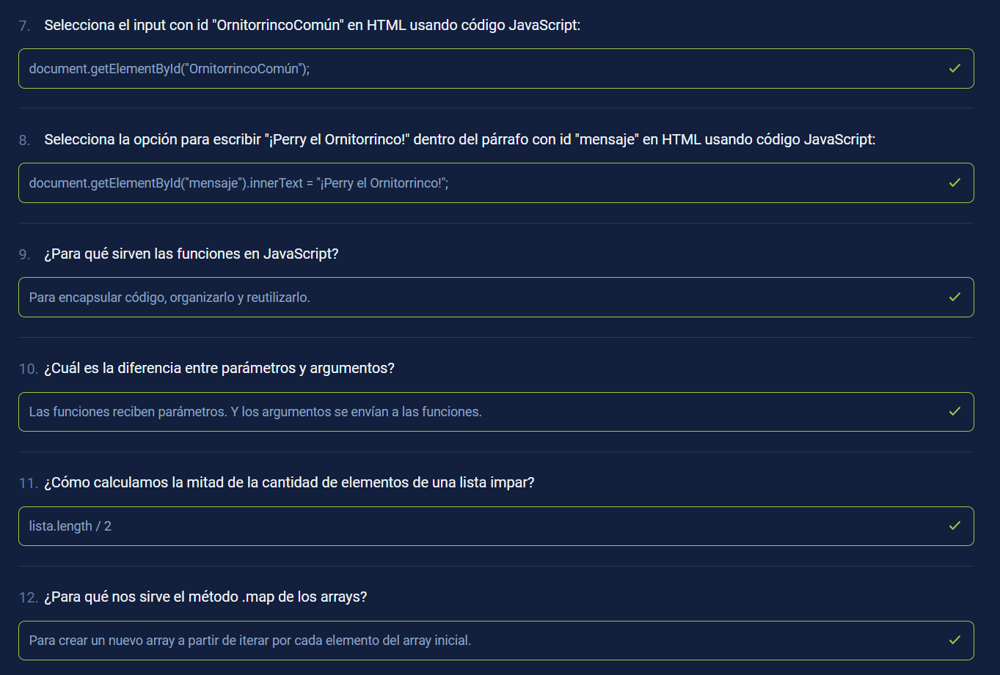 7. Selecciona el input con id "OrnitorrincoComún" en HTML usando código JavaScript:
document.getElementById("OrnitorrincoComún");
8. Selecciona la opción para escribir "¡Perry el Ornitorrinco!" dentro del párrafo con id "mensaje" en HTML usando código JavaScript:
document.getElementById("mensaje").innerText = "¡Perry el Ornitorrinco!";
9. ¿Para qué sirven las funciones en JavaScript?
Para encapsular código, organizarlo y reutilizarlo.
10. ¿Cuál es la diferencia entre parámetros y argumentos?
Las funciones reciben parámetros. Y los argumentos se envían a las funciones.
11. ¿Cómo calculamos la mitad de la cantidad de elementos de una lista impar?
lista.length / 2
12. ¿Para qué nos sirve el método .map de los arrays?
Para crear un nuevo array a partir de iterar por cada elemento del array inicial.